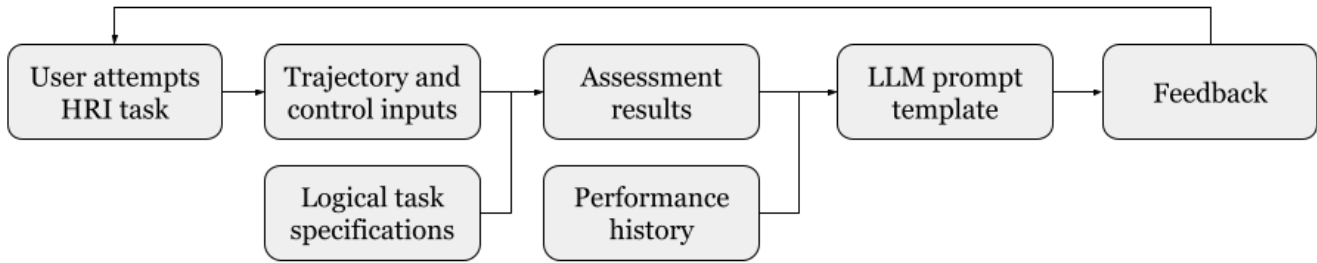 User attempts
HRI task
Trajectory and
control inputs
Assessment
results
LLM prompt
template
Feedback
Logical task
specifications
Performance
history